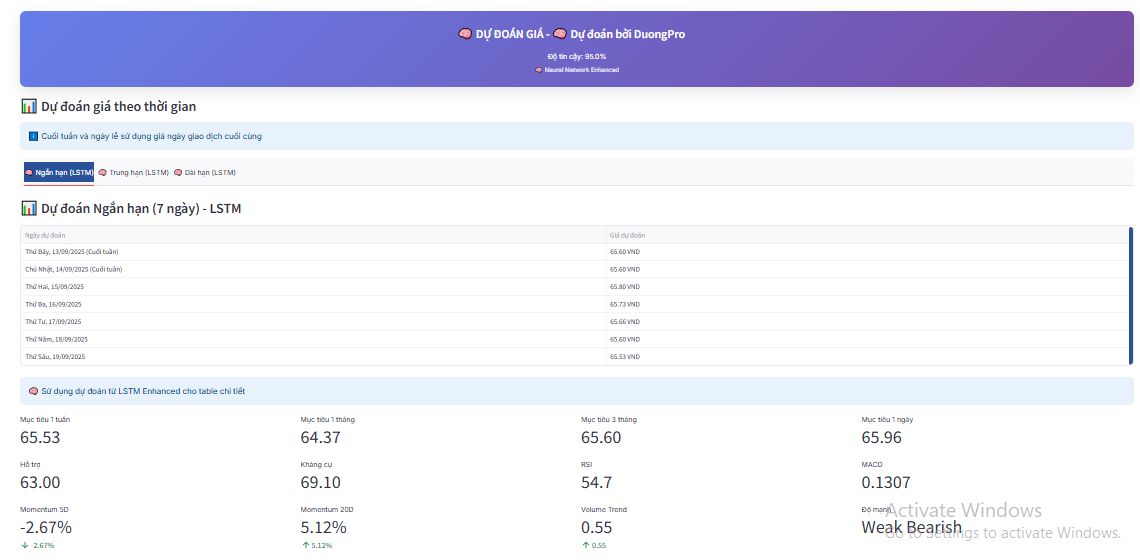 DỰ ĐOÁN GIÁ - Dự đoán bởi DuongPro
Độ tin cậy: 95.0%
Neural Network Enhanced
Dự đoán giá theo thời gian
Cuối tuần và ngày lễ sử dụng giá ngày giao dịch cuối cùng
Ngắn hạn (LSTM) Trung hạn (LSTM) Dài hạn (LSTM)
Dự đoán Ngắn hạn (7 ngày) - LSTM
Ngày dự đoán Giá dự đoán
Thứ Bảy, 13/09/2025 (Cuối tuần) 65.60 VND
Chủ Nhật, 14/09/2025 (Cuối tuần) 65.60 VND
Thứ Hai, 15/09/2025 65.80 VND
Thứ Ba, 16/09/2025 65.73 VND
Thứ Tư, 17/09/2025 65.66 VND
Thứ Năm, 18/09/2025 65.60 VND
Thứ Sáu, 19/09/2025 65.53 VND
Sử dụng dự đoán từ LSTM Enhanced cho table chi tiết
Mục tiêu 1 tuần Mục tiêu 1 tháng Mục tiêu 3 tháng Mục tiêu 1 ngày
65.53 64.37 65.60 65.96
Hỗ trợ Kháng cự RSI MACD
63.00 69.10 54.7 0.1307
Momentum 5D Momentum 20D Volume Trend Độ mạnh
-2.67% 5.12% 0.55 Weak Bearish
↓ -2.67% ↑ 5.12% ↑ 0.55
Activate Windows
Go to Settings to activate Windows.